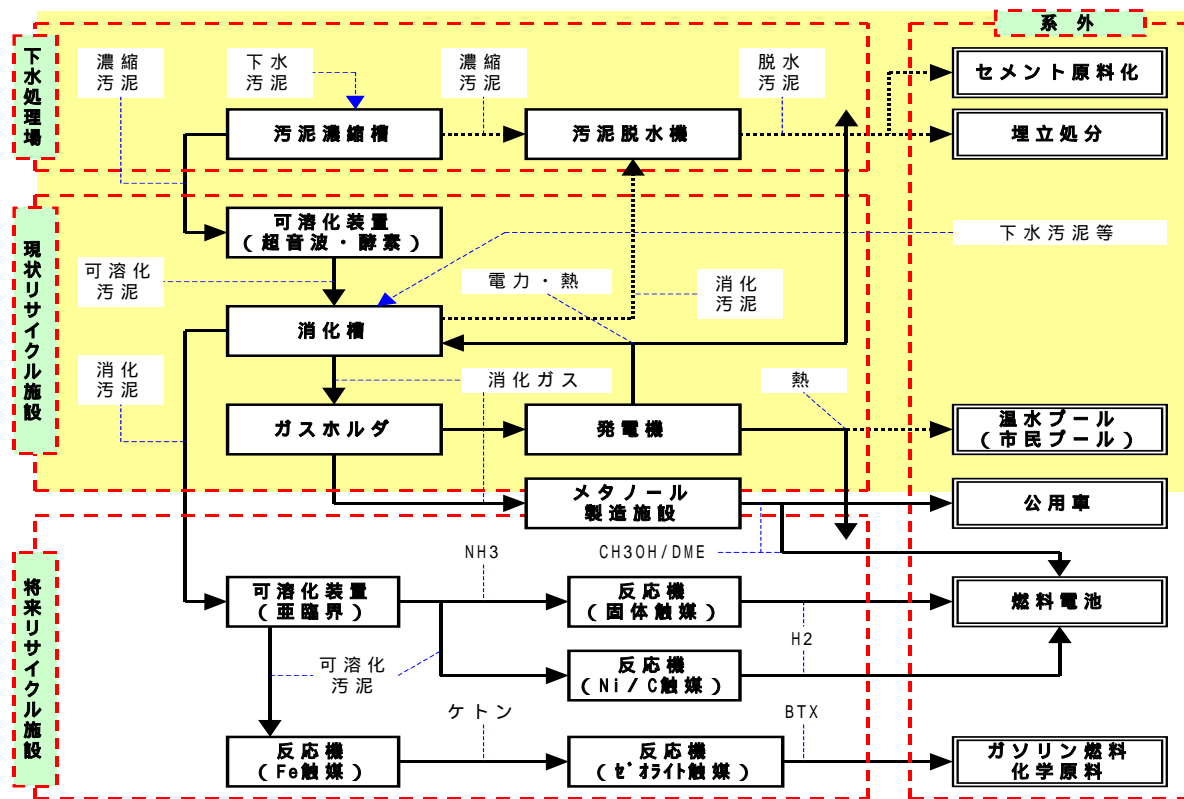 系 外
下水処理場
濃縮
汚泥
下水
汚泥
濃縮
汚泥
脱水
汚泥
セメント原料化
汚泥濃縮槽
汚泥脱水機
埋立処分
現状リサイクル施設
可溶化装置
(超音波・酵素)
下水汚泥等
可溶化
汚泥
電力・熱
消化
汚泥
消化槽
消化
汚泥
消化ガス
熱
ガスホルダ
発電機
温水プール
(市民プール)
メタノール
製造施設
公用車
将来リサイクル施設
NH3
CH3OH/DME
可溶化装置
(亜臨界)
反応機
(固体触媒)
燃料電池
H2
可溶化
汚泥
反応機
(Ni/C触媒)
ケトン
BTX
反応機
(Fe触媒)
反応機
(ゼオライト触媒)
ガソリン燃料
化学原料